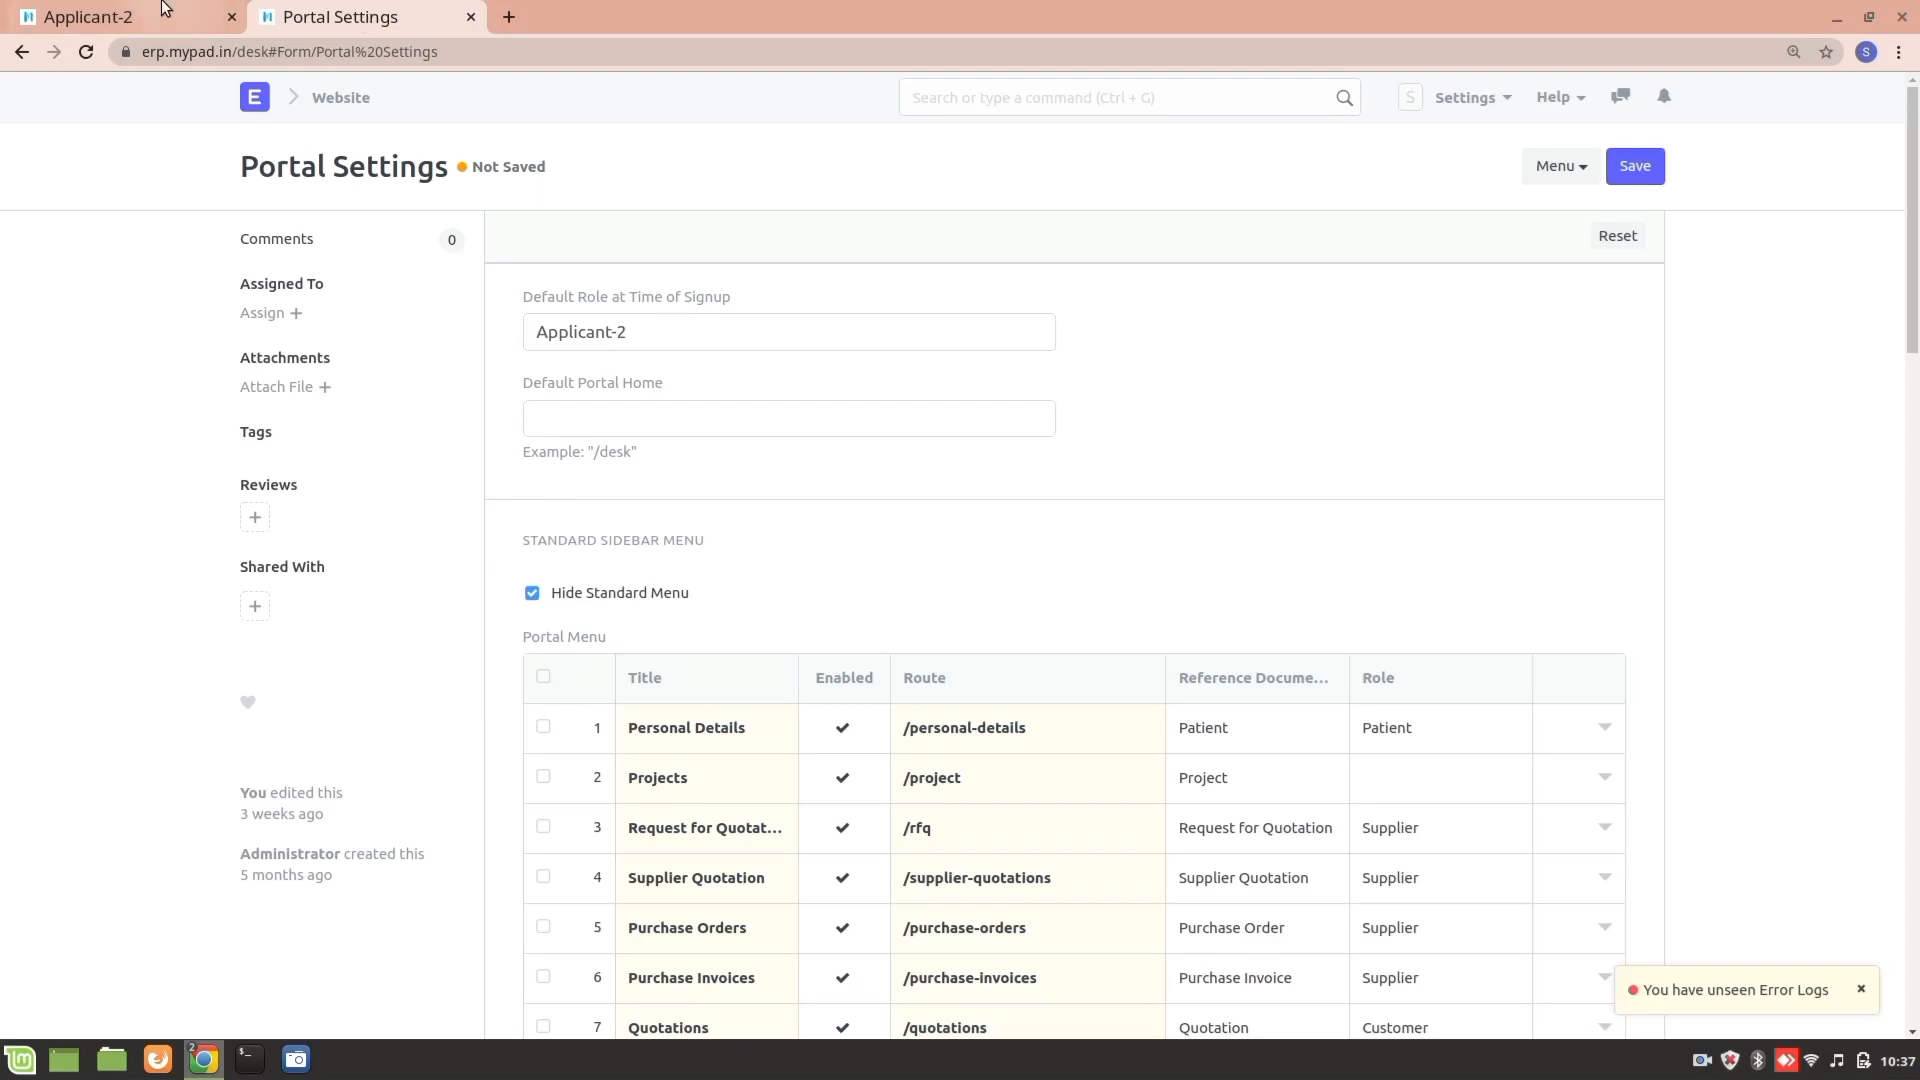 Applicant-2
Portal Settings
erp.mypad.in/desk#Form/Portal%20Settings
S
E
Website
Search or type a command (Ctrl + G)
S
Settings
Help
Portal Settings
Not Saved
Menu
Save
Comments
0
Reset
Assigned To
Assign +
Attachments
Attach File +
Tags
Reviews
+
Shared With
+
You edited this
3 weeks ago
Administrator created this
5 months ago
Default Role at Time of Signup
Applicant-2
Default Portal Home
Example: "/desk"
STANDARD SIDEBAR MENU
Hide Standard Menu
Portal Menu
Title Enabled Route Reference Docume... Role
1 Personal Details /personal-details Patient Patient
2 Projects /project Project
3 Request for Quotat... /rfq Request for Quotation Supplier
4 Supplier Quotation /supplier-quotations Supplier Quotation Supplier
5 Purchase Orders /purchase-orders Purchase Order Supplier
6 Purchase Invoices /purchase-invoices Purchase Invoice Supplier
7 Quotations /quotations Quotation Customer
You have unseen Error Logs
2
10:37